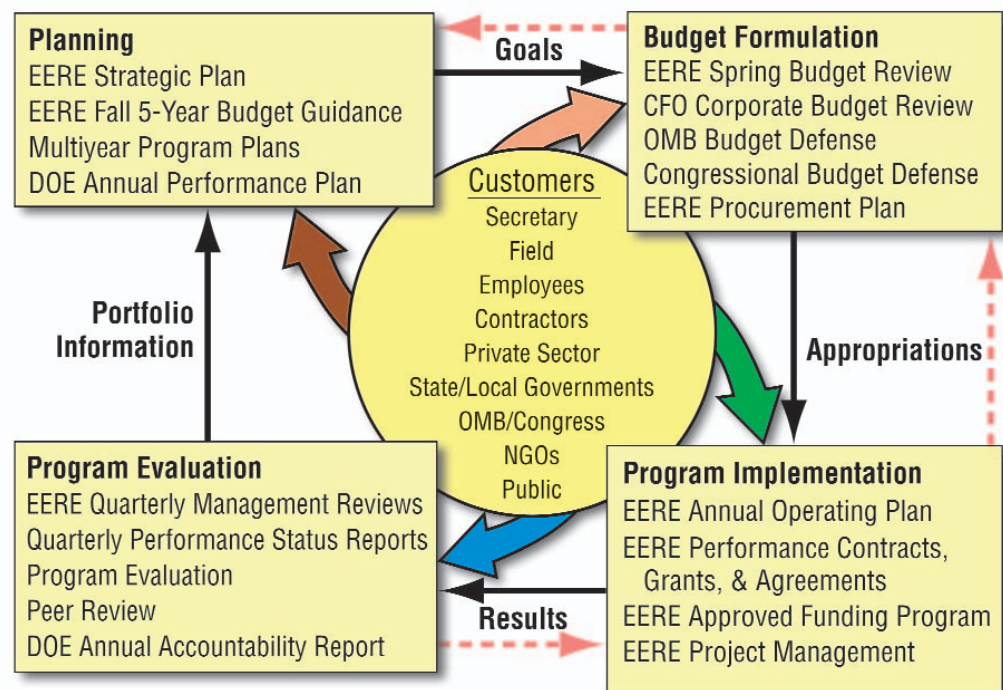 Planning
EERE Strategic Plan
EERE Fall 5-Year Budget Guidance
Multiyear Program Plans
DOE Annual Performance Plan
Goals
Budget Formulation
EERE Spring Budget Review
CFO Corporate Budget Review
OMB Budget Defense
Congressional Budget Defense
EERE Procurement Plan
Customers
Secretary
Field
Employees
Contractors
Private Sector
State/Local Governments
OMB/Congress
NGOs
Public
Portfolio
Information
Appropriations
Program Evaluation
EERE Quarterly Management Reviews
Quarterly Performance Status Reports
Program Evaluation
Peer Review
DOE Annual Accountability Report
Results
Program Implementation
EERE Annual Operating Plan
EERE Performance Contracts,
Grants, & Agreements
EERE Approved Funding Program
EERE Project Management